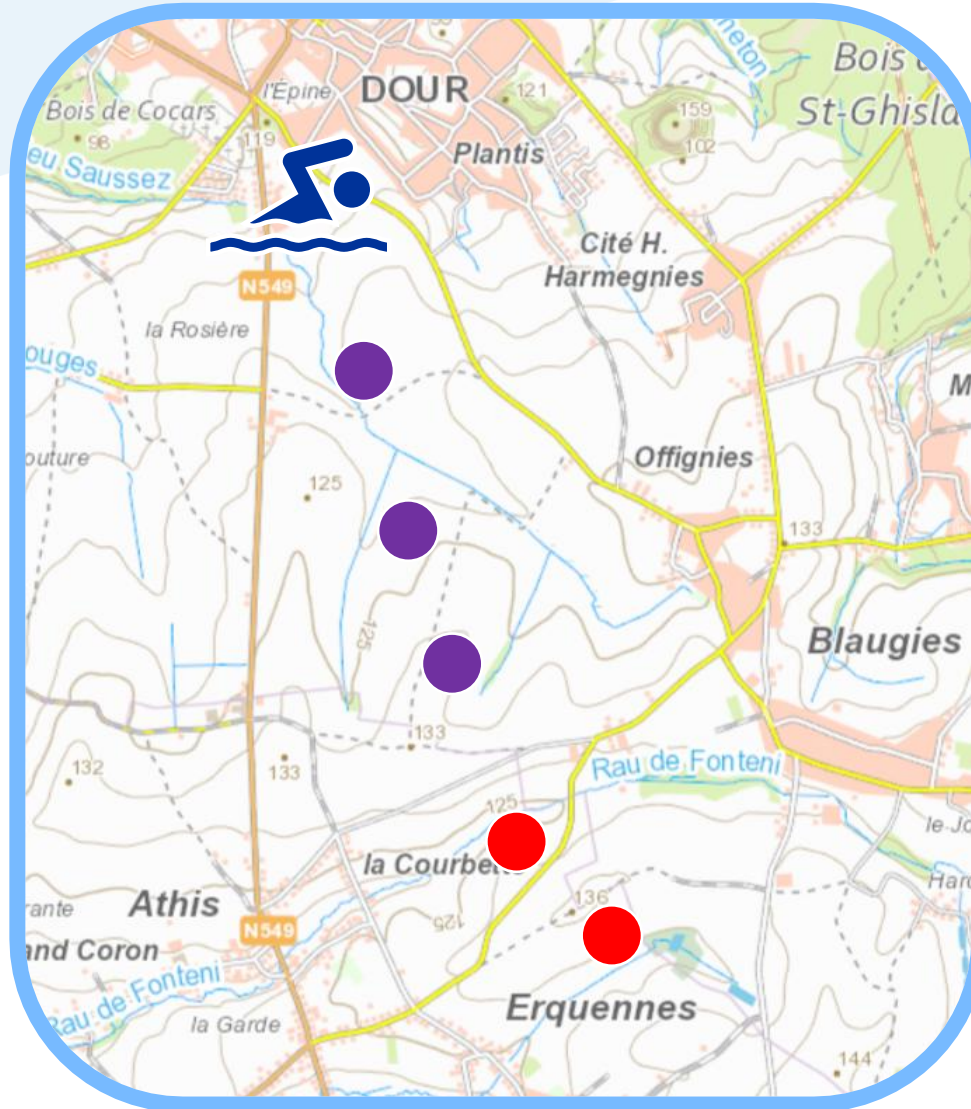 Bois
St-Ghisla
DOUR
l'Épine
121
Bois de Cocars
159
98
119
102
Plantis
eu Saussez
Cité H.
Harmegnies
N549
la Rosière
ouges
M
outure
Offignies
125
133
125
Blaugies
133
Rau de Fonteni
132
133
125
le-Jo
la Courbe
Harc
Athis
rante
136
125
N549
and Coron
Rau de Fonteni
Erquennes
la Garde
144